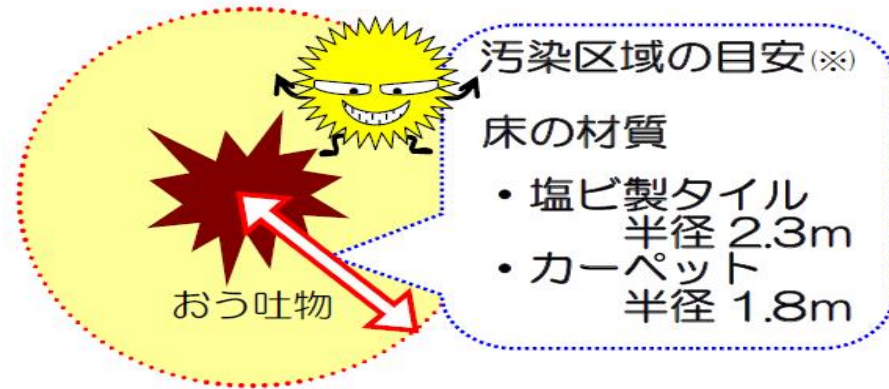 汚染区域の目安(※)
床の材質
・塩ビ製タイル
半径 2.3m
・カーペット
半径 1.8m
おう吐物